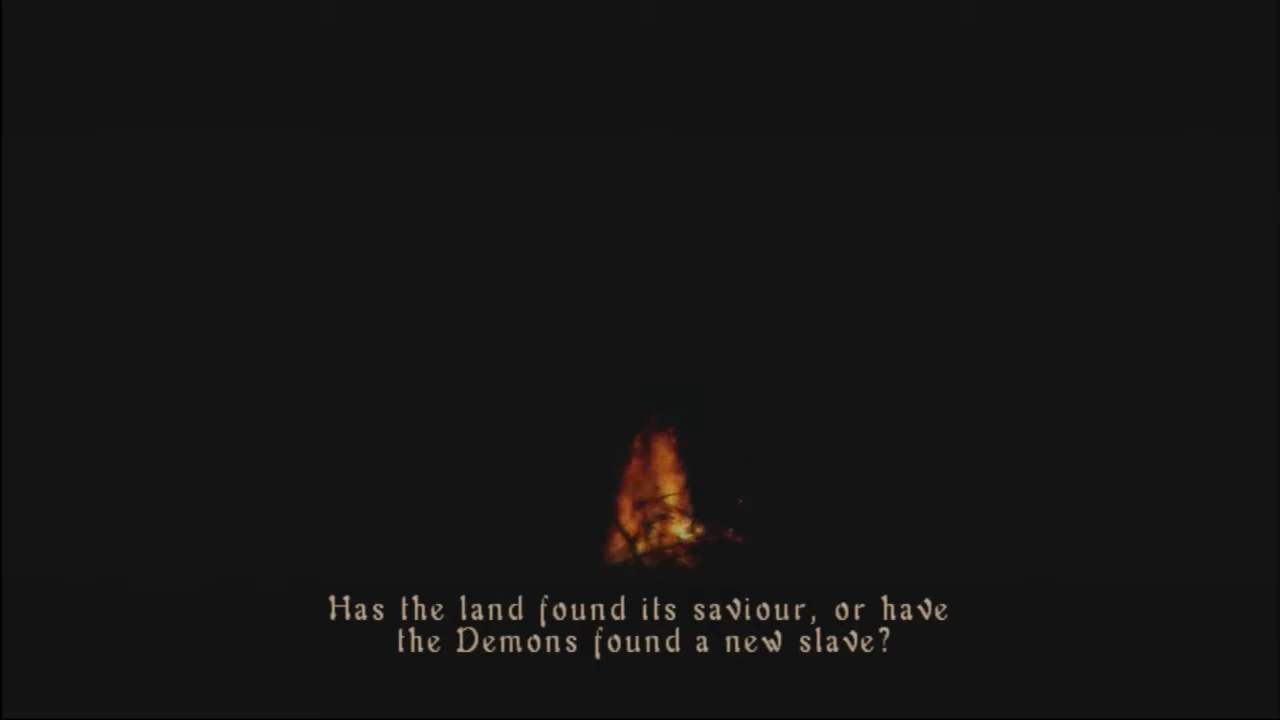 Has the land found its saviour, or have
the Demons found a new slave?